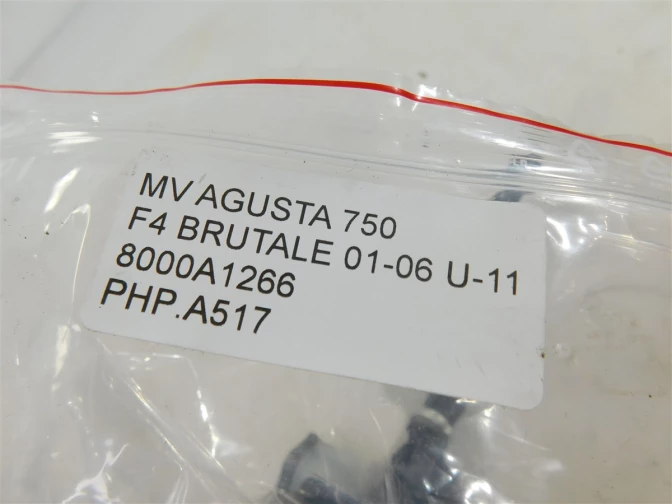 MV AGUSTA 750
F4 BRUTALE 01-06 U-11
8000A1266
PHP.A517